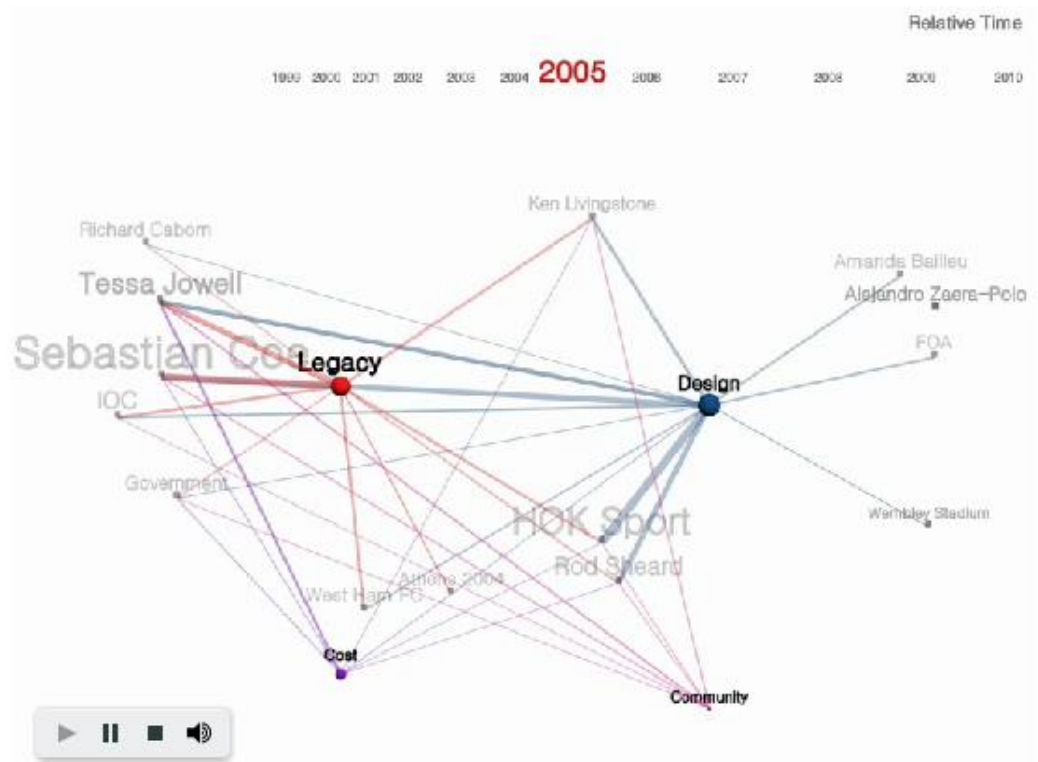 Relative Time
1999 2000 2001 2002 2003 2004 2005 2006 2007 2008 2009 2010
Ken Livingstone
Richard Caborn
Amanda Baillieu
Tessa Jowell
Alejandro Zaera-Polo
FOA
Sebastian Coe
Legacy
Design
IOC
Government
Wembley Stadium
HOK Sport
Rod Sheard
Athens 2004
West Ham FC
Cost
Community